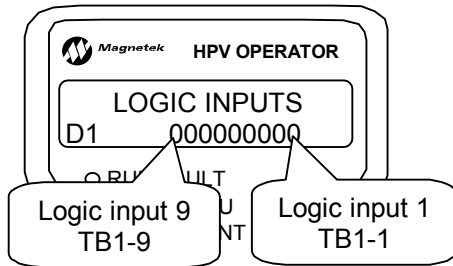 Magnetek HPV OPERATOR
LOGIC INPUTS
D1 000000000
Logic input 9
TB1-9
Logic input 1
TB1-1